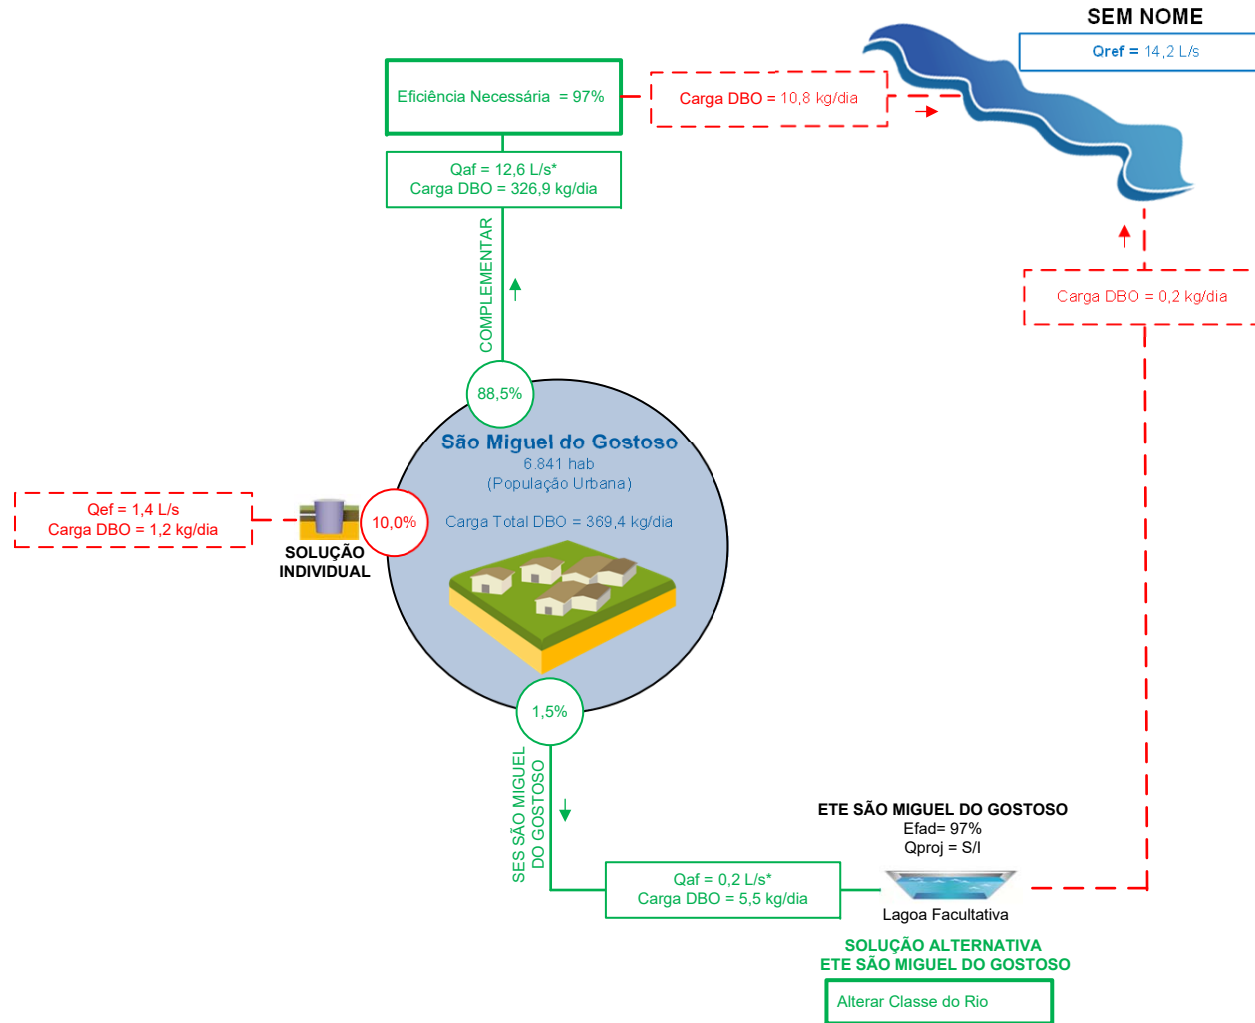 SEM NOME
Qref = 14,2 L/s
Eficiência Necessária = 97%
Carga DBO = 10,8 kg/dia
Qaf = 12,6 L/s*
Carga DBO = 326,9 kg/dia
COMPLEMENTAR
Carga DBO = 0,2 kg/dia
88,5%
São Miguel do Gostoso
6.841 hab
(População Urbana)
Carga Total DBO = 369,4 kg/dia
Qef = 1,4 L/s
Carga DBO = 1,2 kg/dia
10,0%
SOLUÇÃO
INDIVIDUAL
1,5%
SES SÃO MIGUEL
DO GOSTOSO
ETE SÃO MIGUEL DO GOSTOSO
Efad= 97%
Qproj = S/I
Qaf = 0,2 L/s*
Carga DBO = 5,5 kg/dia
Lagoa Facultativa
SOLUÇÃO ALTERNATIVA
ETE SÃO MIGUEL DO GOSTOSO
Alterar Classe do Rio